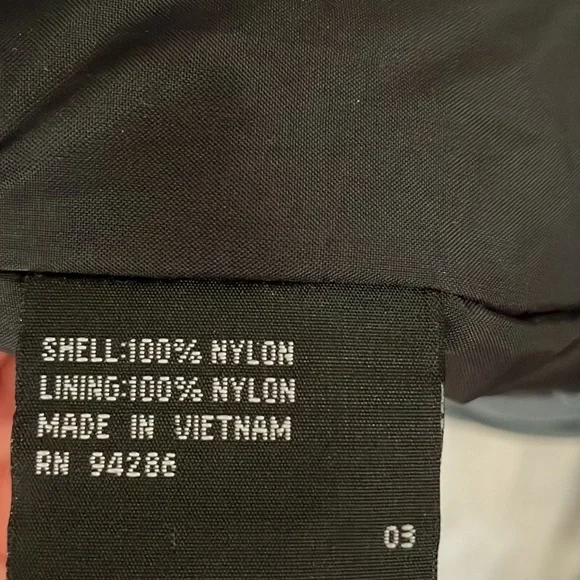 SHELL:100% NYLON
LINING:100% NYLON
MADE IN VIETNAM
RN 94286
03